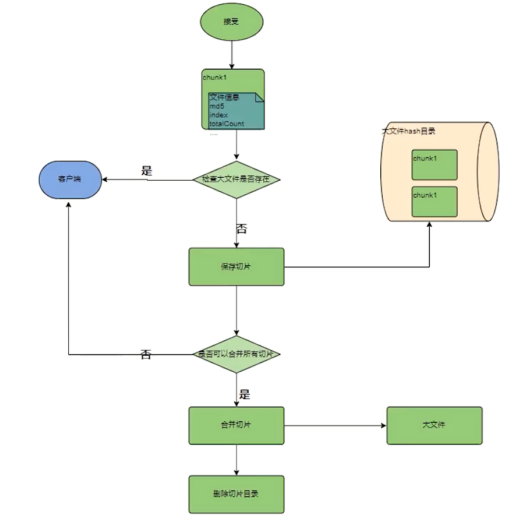 接受
chunk1
文件信息
md5
index
totalCount
....
大文件hash目录
chunk1
chunk1
是
客户端
检查大文件是否存在
否
保存切片
否
是否可以合并所有切片
是
合并切片
大文件
删除切片目录